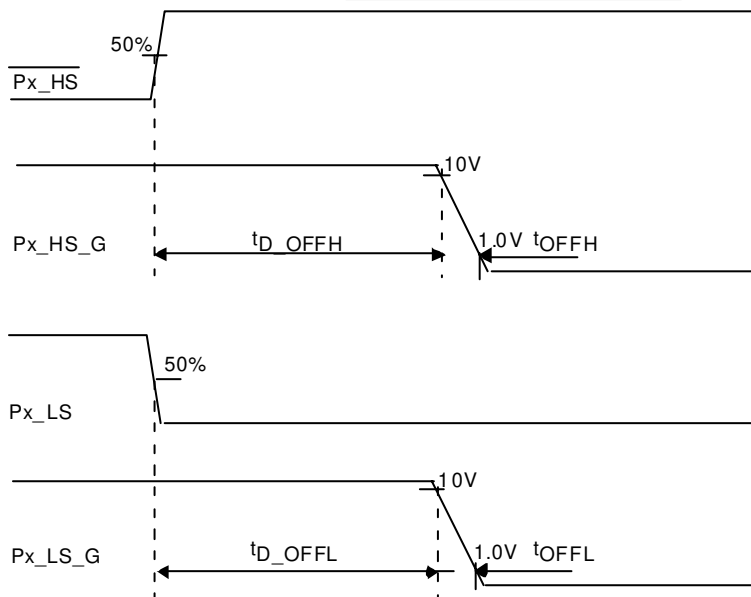 50%
Px_HS
10V
Px_HS_G
tD_OFFH
1.0V tOFFH
50%
Px_LS
10V
Px_LS_G
tD_OFFL
1.0V tOFFL